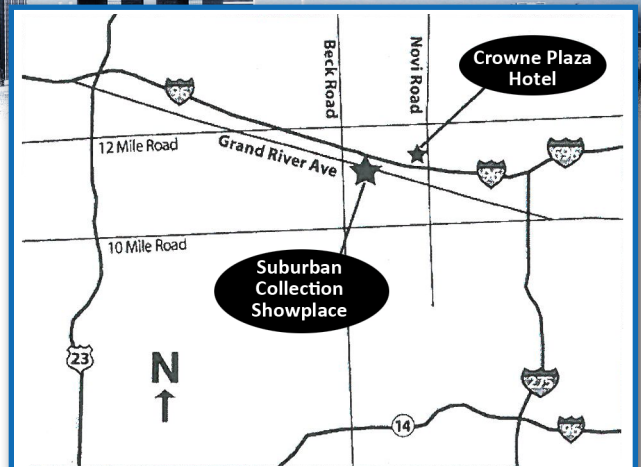 Crowne Plaza
Hotel
Beck Road
Novi Road
96
12 Mile Road
Grand River Ave
96
696
10 Mile Road
Suburban
Collection
Showplace
23
N
275
14
96